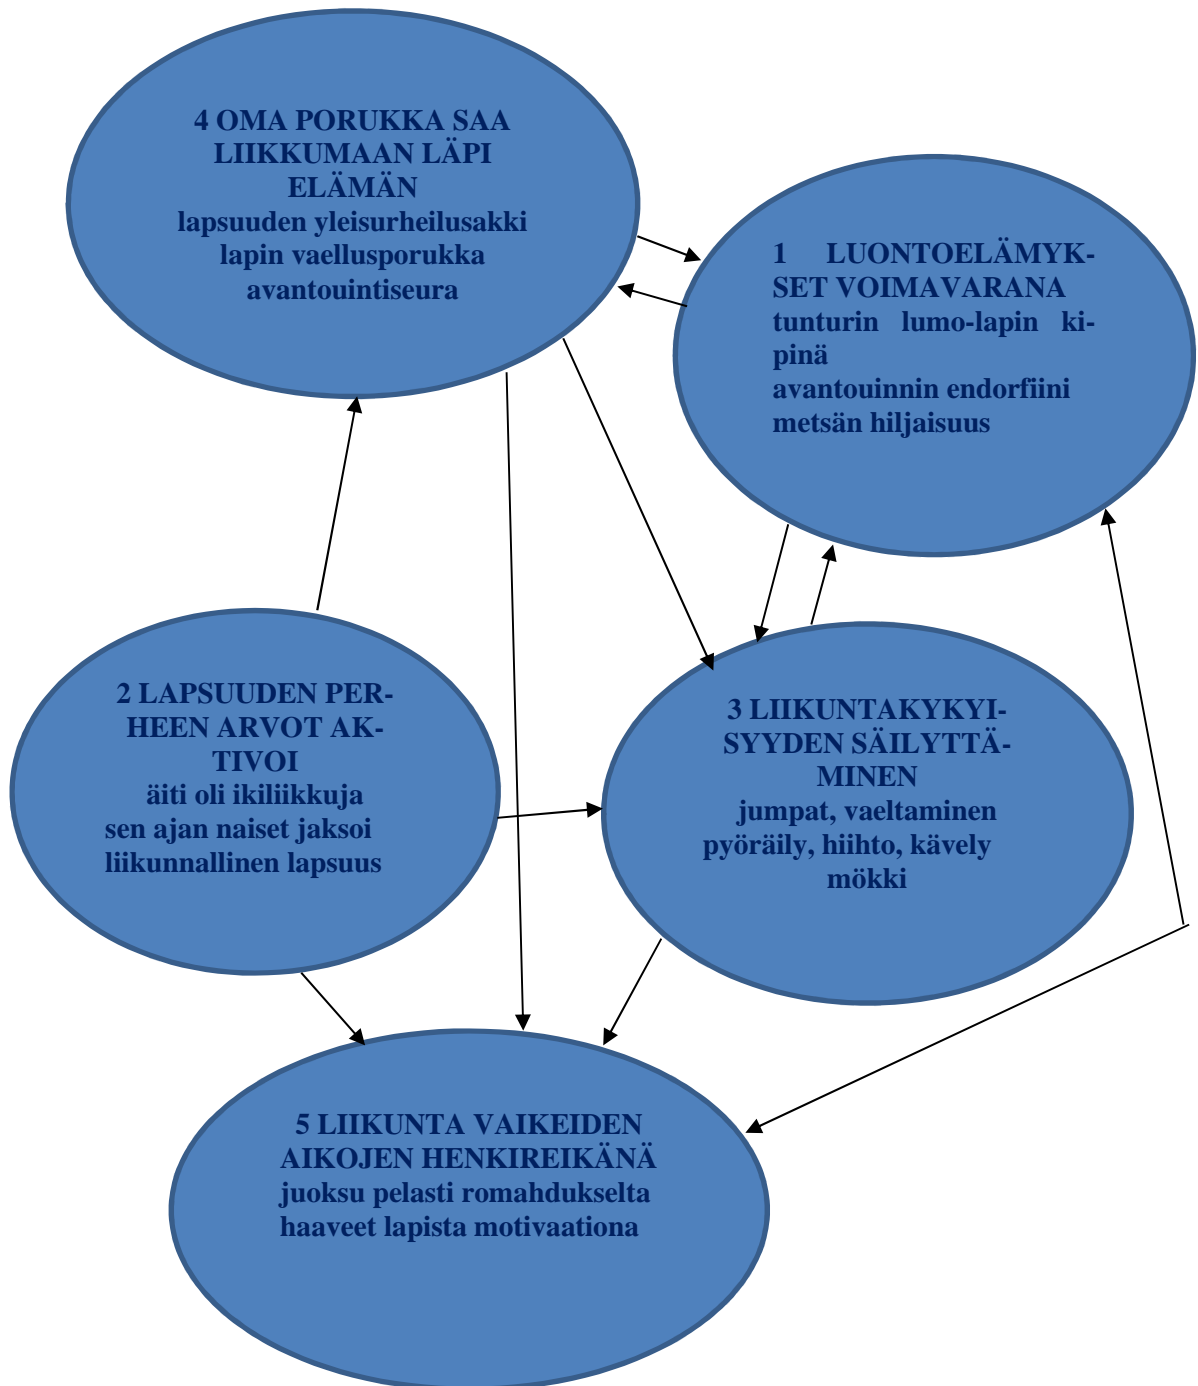 4 OMA PORUKKA SAA
LIIKKUMAAN LÄPI
ELÄMÄN
lapsuuden yleisurheilusakki
lapin vaellusporukka
avantouintiseura
1 LUONTOELÄMYK-
SET VOIMAVARANA
tunturin lumo-lapin ki-
pinä
avantouinnin endorfiini
metsän hiljaisuus
2 LAPSUUDEN PER-
HEEN ARVOT AK-
TIVOI
äiti oli ikiliikkuja
sen ajan naiset jaksoi
liikunnallinen lapsuus
3 LIIKUNTAKYKYI-
SYYDEN SÄILYTTÄ-
MINEN
jumpat, vaeltaminen
pyöräily, hiihto, kävely
mökki
5 LIIKUNTA VAIKEIDEN
AIKOJEN HENKIREIKÄNÄ
juoksu pelasti romahdukselta
haaveet lapista motivaationa